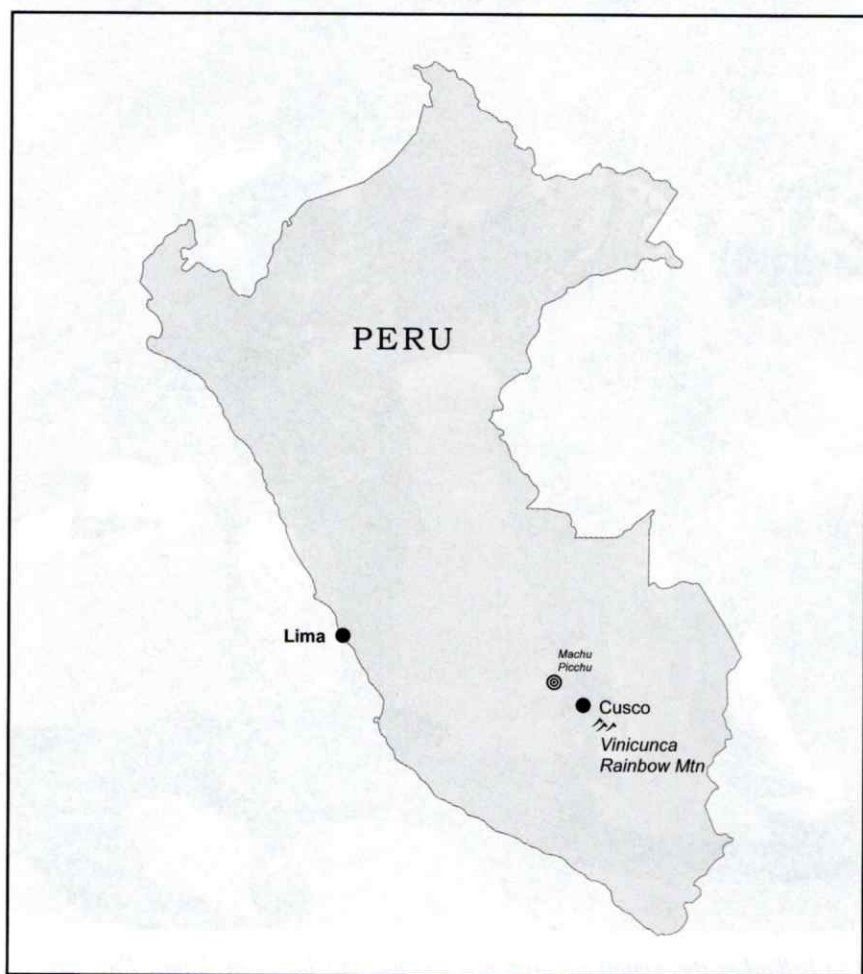 PERU
Lima
Machu
Picchu
Cusco
Vinicunca
Rainbow Mtn